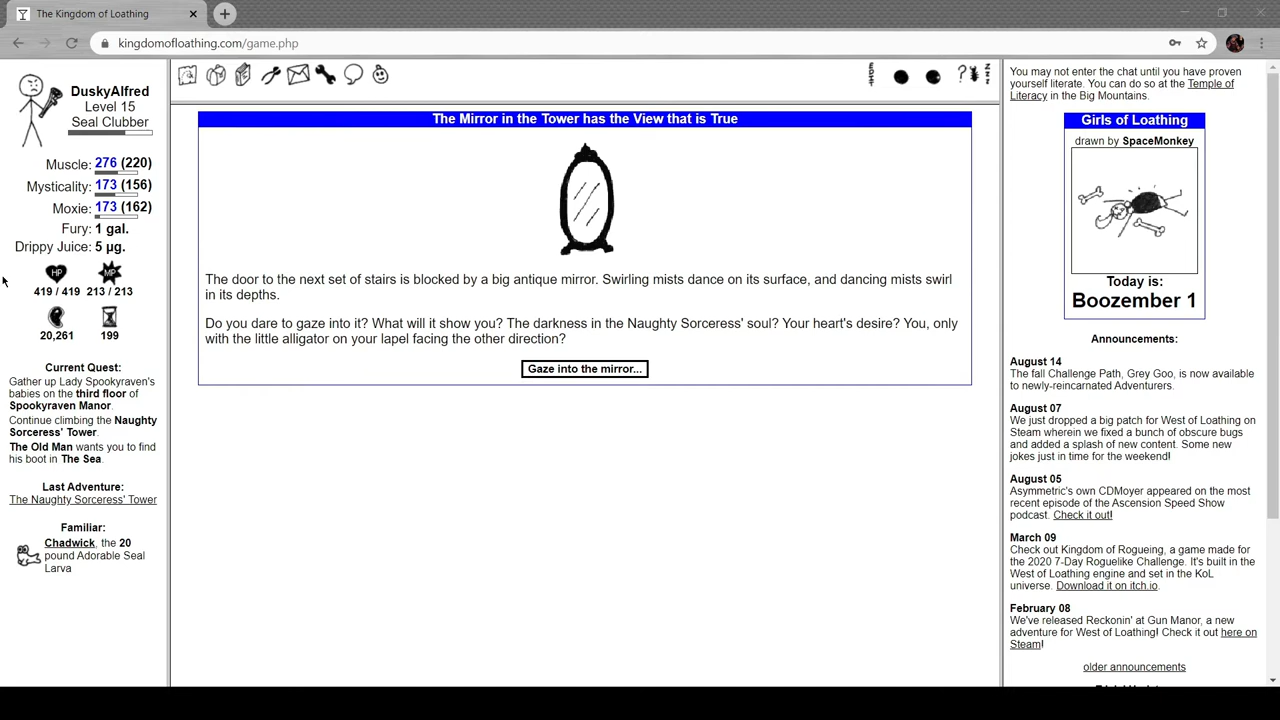 The Kingdom of Loathing
kingdomofloathing.com/game.php
DuskyAlfred
Level 15
Seal Clubber
Muscle: 276 (220)
Mysticality: 173 (156)
Moxie: 173 (162)
Fury: 1 gal.
Drippy Juice: 5 µg.
HP MP
419 / 419 213 / 213
20,261 199
Current Quest:
Gather up Lady Spookyraven's
babies on the third floor of
Spookyraven Manor.
Continue climbing the Naughty
Sorceress' Tower.
The Old Man wants you to find
his boot in The Sea.
Last Adventure:
The Naughty Sorceress' Tower
Familiar:
Chadwick, the 20
pound Adorable Seal
Larva
The Mirror in the Tower has the View that is True
The door to the next set of stairs is blocked by a big antique mirror. Swirling mists dance on its surface, and dancing mists swirl
in its depths.
Do you dare to gaze into it? What will it show you? The darkness in the Naughty Sorceress' soul? Your heart's desire? You, only
with the little alligator on your lapel facing the other direction?
Gaze into the mirror...
You may not enter the chat until you have proven
yourself literate. You can do so at the Temple of
Literacy in the Big Mountains.
Girls of Loathing
drawn by SpaceMonkey
Today is:
Boozember 1
Announcements:
August 14
The fall Challenge Path, Grey Goo, is now available
to newly-reincarnated Adventurers.
August 07
We just dropped a big patch for West of Loathing on
Steam wherein we fixed a bunch of obscure bugs
and added a splash of new content. Some new
jokes just in time for the weekend!
August 05
Asymmetric's own CDMoyer appeared on the most
recent episode of the Ascension Speed Show
podcast. Check it out!
March 09
Check out Kingdom of Rogueing, a game made for
the 2020 7-Day Roguelike Challenge. It's built in the
West of Loathing engine and set in the KoL
universe. Download it on itch.io.
February 08
We've released Reckonin' at Gun Manor, a new
adventure for West of Loathing! Check it out here on
Steam!
older announcements